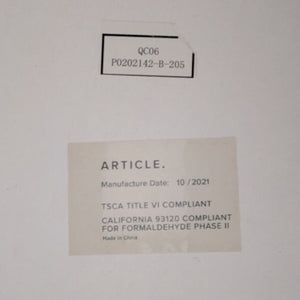 QC06
P0202142-B-205
ARTICLE.
Manufacture Date: 10 / 2021
TSCA TITLE VI COMPLIANT
CALIFORNIA 93120 COMPLIANT
FOR FORMALDEHYDE PHASE II
Made in China